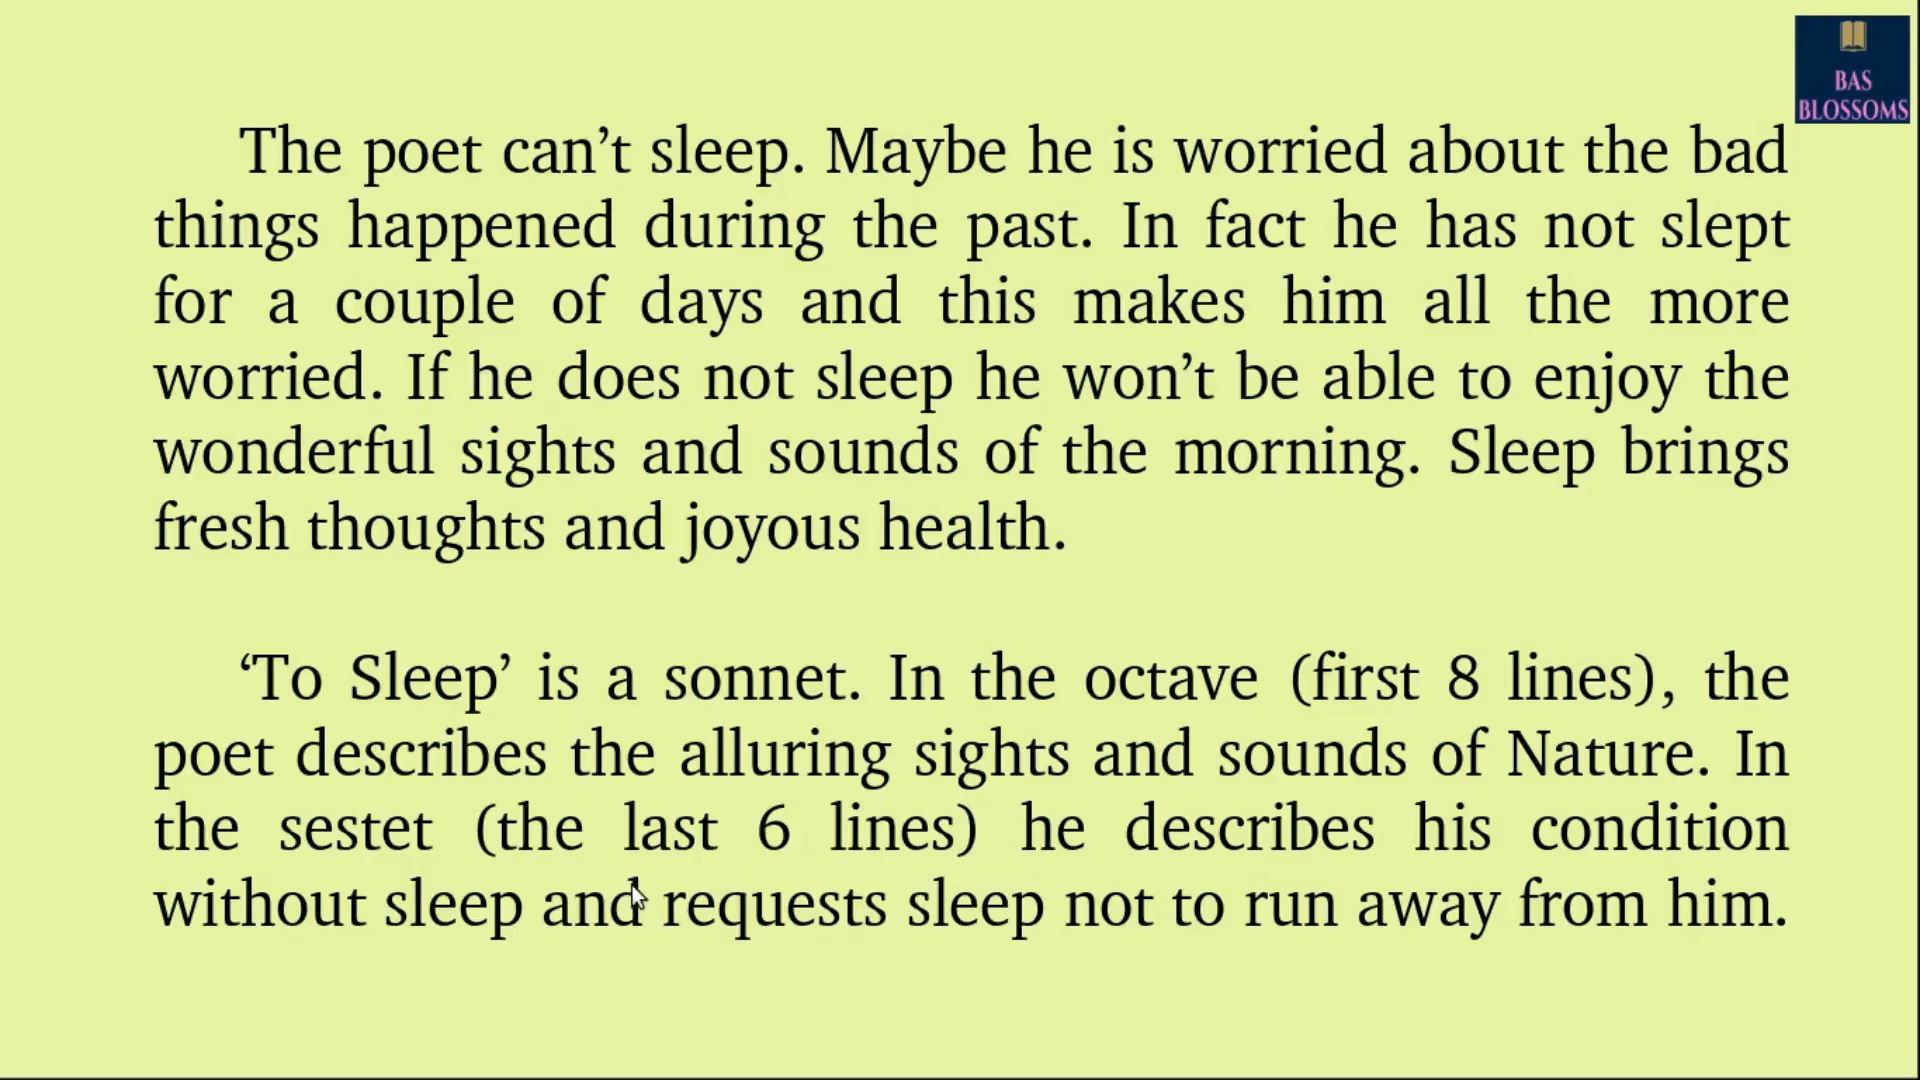 BAS
BLOSSOMS
The poet can’t sleep. Maybe he is worried about the bad
things happened during the past. In fact he has not slept
for a couple of days and this makes him all the more
worried. If he does not sleep he won’t be able to enjoy the
wonderful sights and sounds of the morning. Sleep brings
fresh thoughts and joyous health.
‘To Sleep’ is a sonnet. In the octave (first 8 lines), the
poet describes the alluring sights and sounds of Nature. In
the sestet (the last 6 lines) he describes his condition
without sleep and requests sleep not to run away from him.